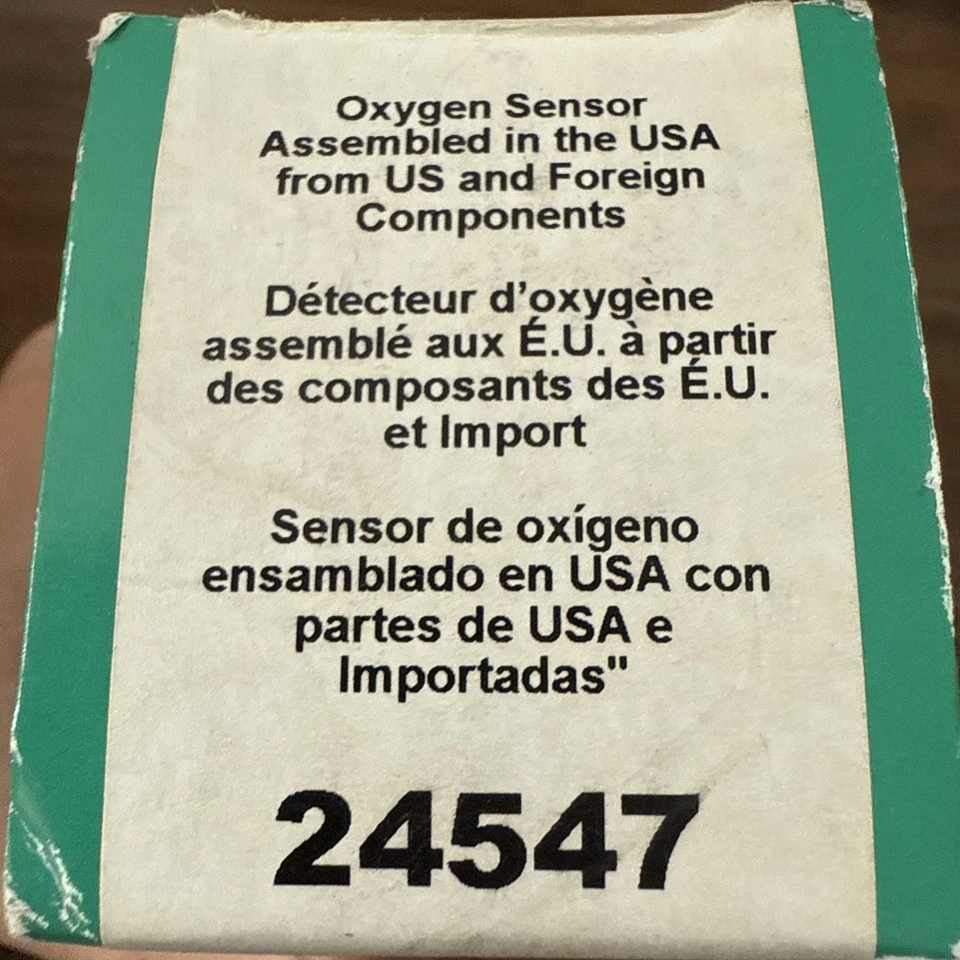 Oxygen Sensor
Assembled in the USA
from US and Foreign
Components
Détecteur d'oxygène
assemblé aux É.U. à partir
des composants des É.U.
et Import
Sensor de oxígeno
ensamblado en USA con
partes de USA e
Importadas"
24547